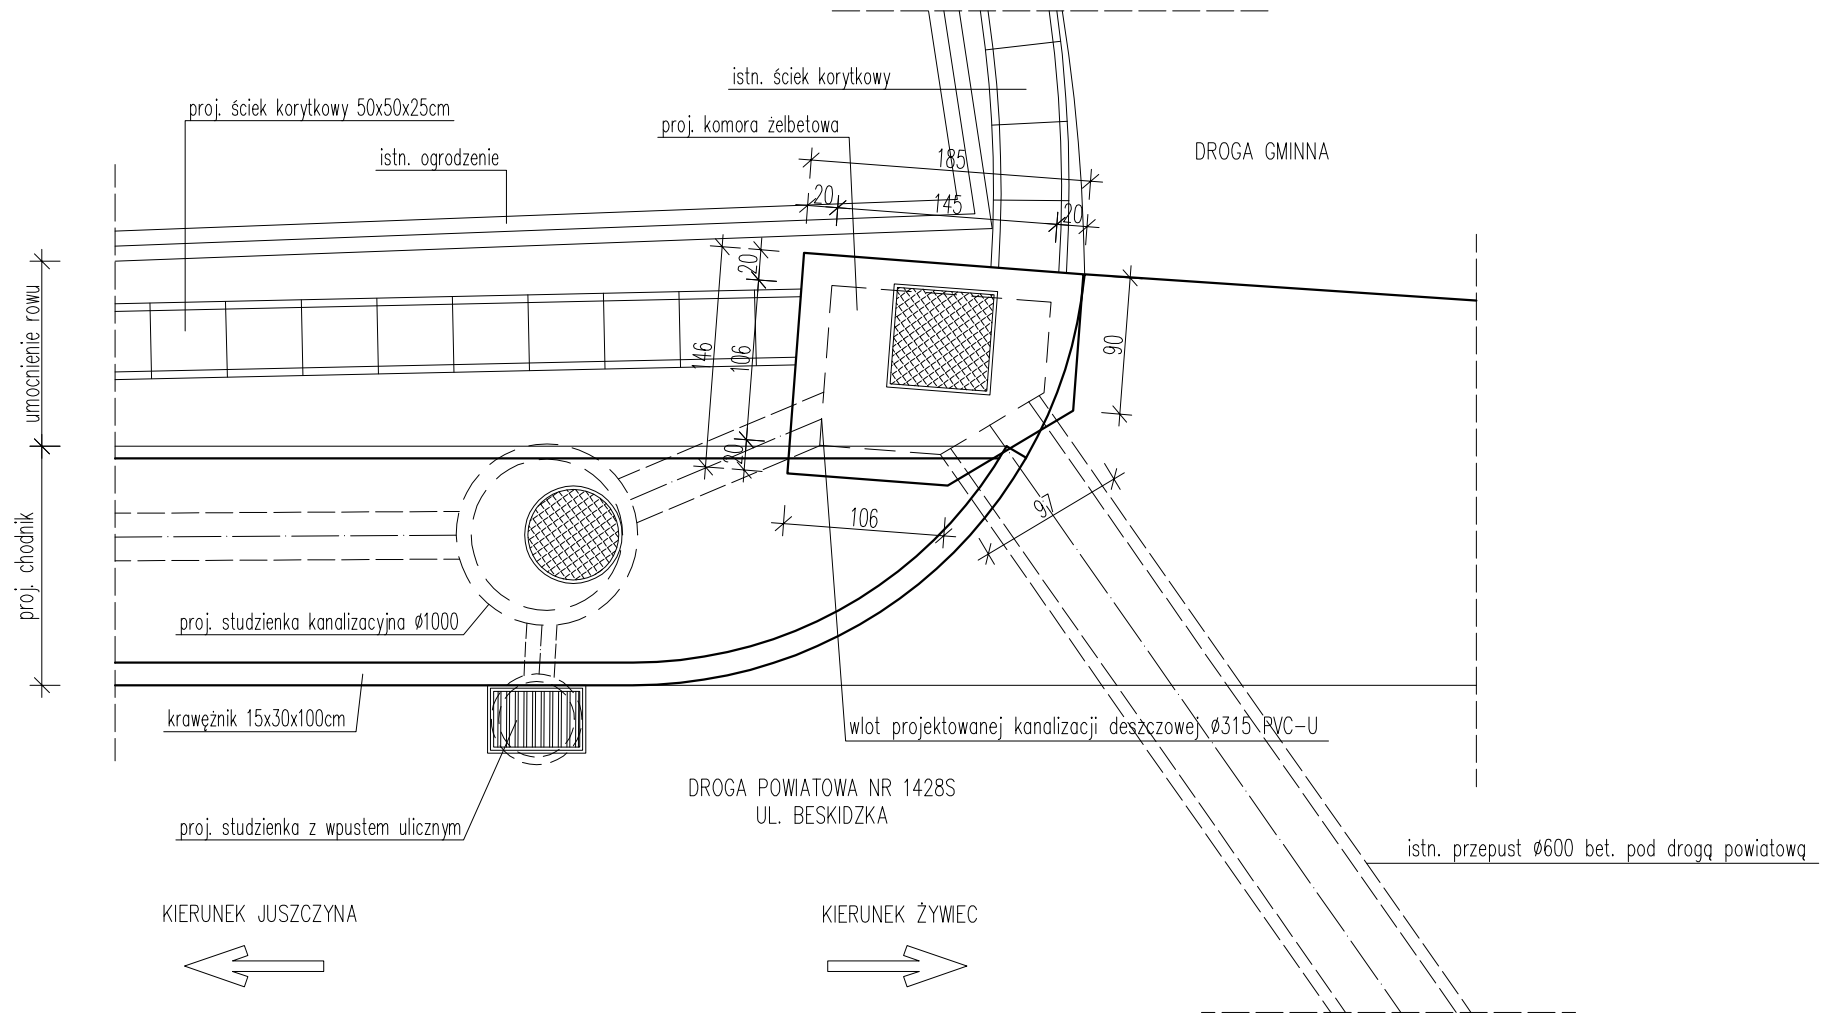 istn. ściek korytkowy
proj. ściek korytkowy 50x50x25cm
proj. komora żelbetowa
DROGA GMINNA
istn. ogrodzenie
185
20
145
20
umocnienie rowu
20
146
106
20
90
97
106
proj. chodnik
proj. studzienka kanalizacyjna Ø1000
krawężnik 15x30x100cm
wlot projektowanej kanalizacji deszczowej Ø315 PVC-U
DROGA POWIATOWA NR 1428S
UL. BESKIDZKA
proj. studzienka z wpustem ulicznym
istn. przepust Ø600 bet. pod drogą powiatową
KIERUNEK JUSZCZYNA
KIERUNEK ŻYWIEC